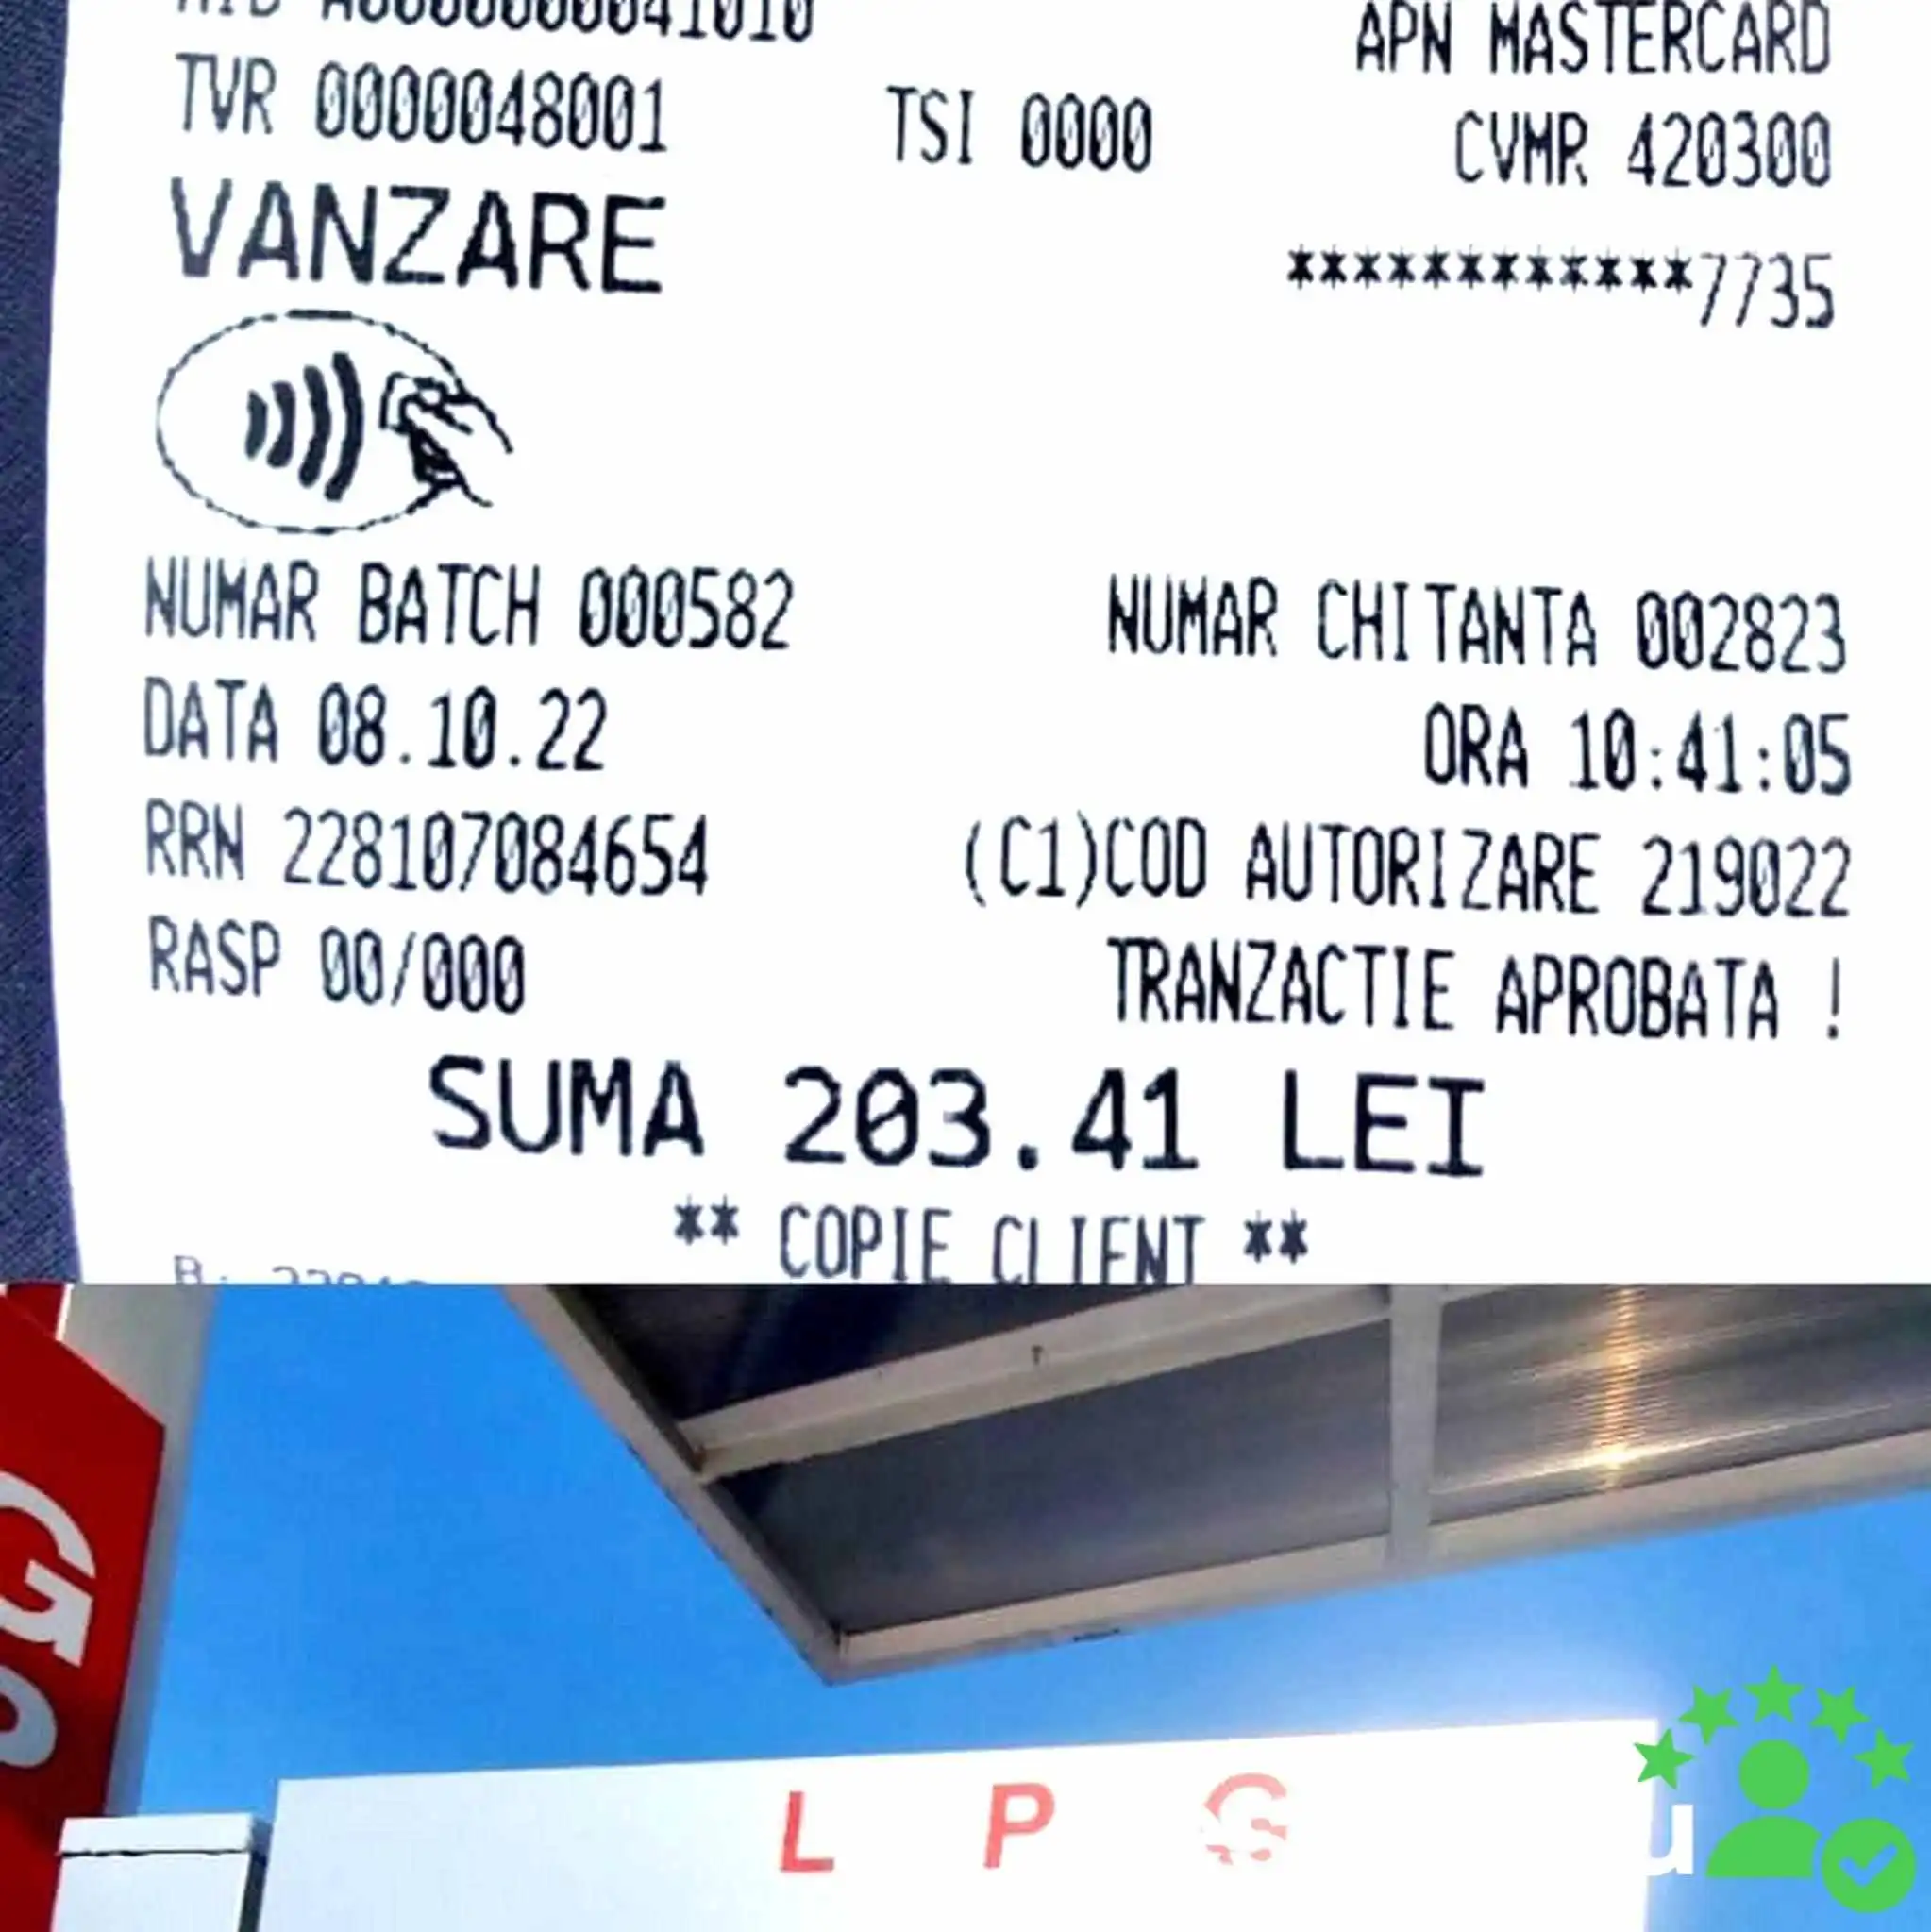 AID A0000000041010
APN MASTERCARD
TVR 0000048001 TSI 0000 CVMR 420300
VANZARE
************7735
NUMAR BATCH 000582 NUMAR CHITANTA 002823
DATA 08.10.22 ORA 10:41:05
RRN 228107084654 (C1)COD AUTORIZARE 219022
RASP 00/000 TRANZACTIE APROBATA !
SUMA 203.41 LEI
** COPIE CLIENT **
G
L P G
u